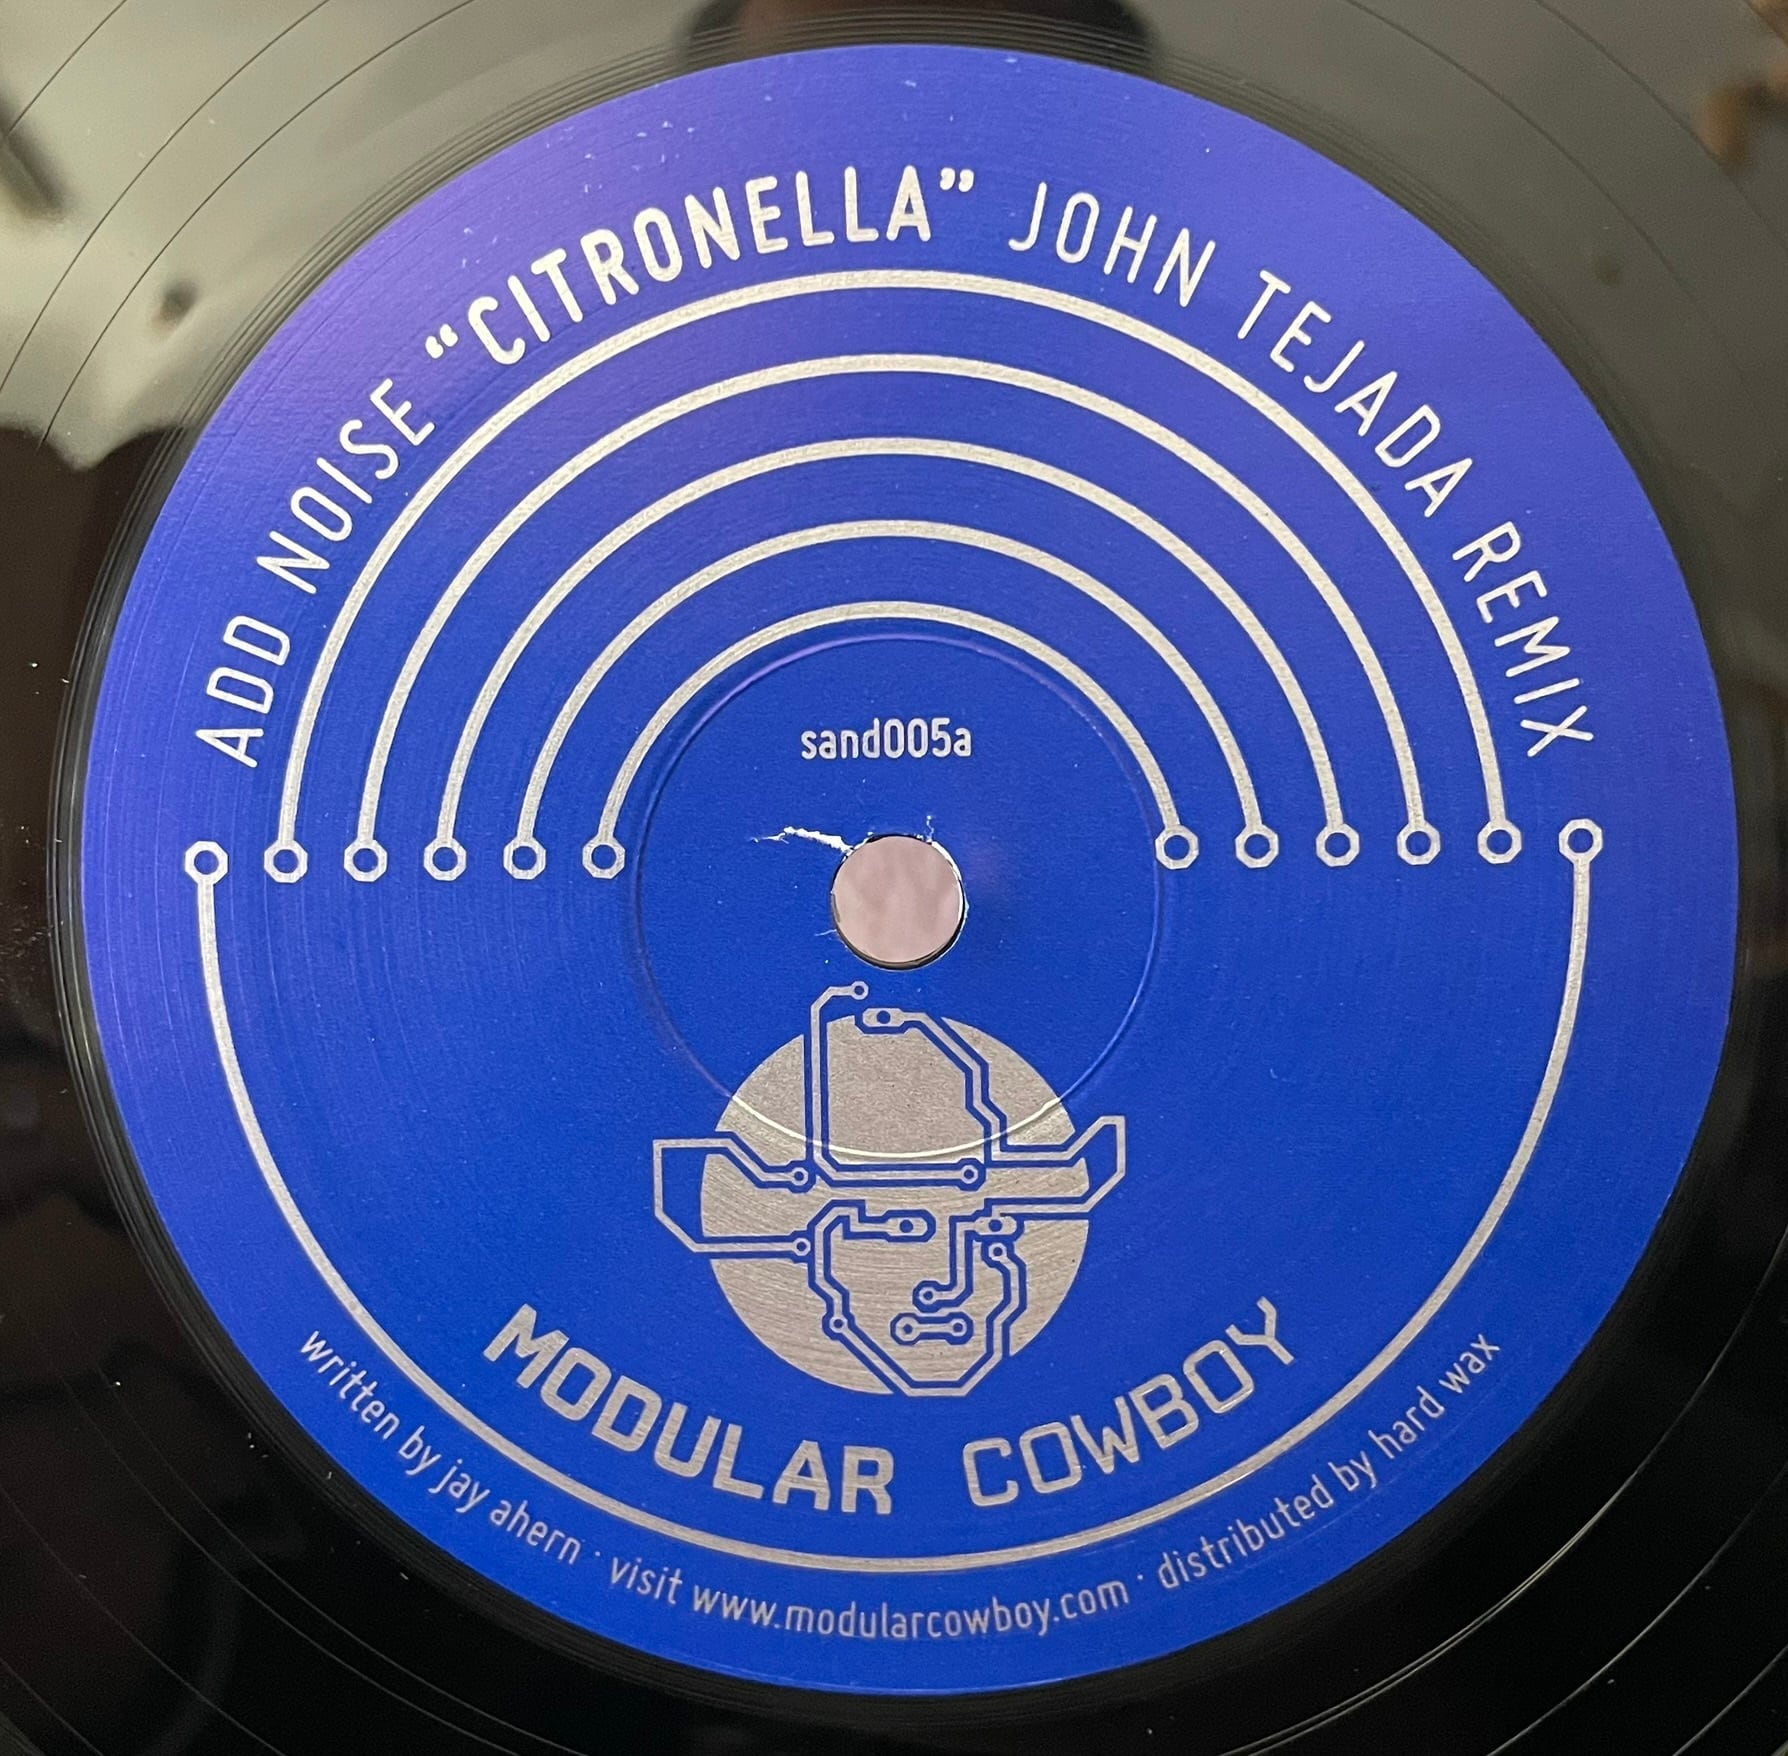 ADD NOISE “CITRONELLA” JOHN TEJADA REMIX
sand005a
MODULAR COWBOY
written by jay ahern · visit www.modularcowboy.com · distributed by hard wax